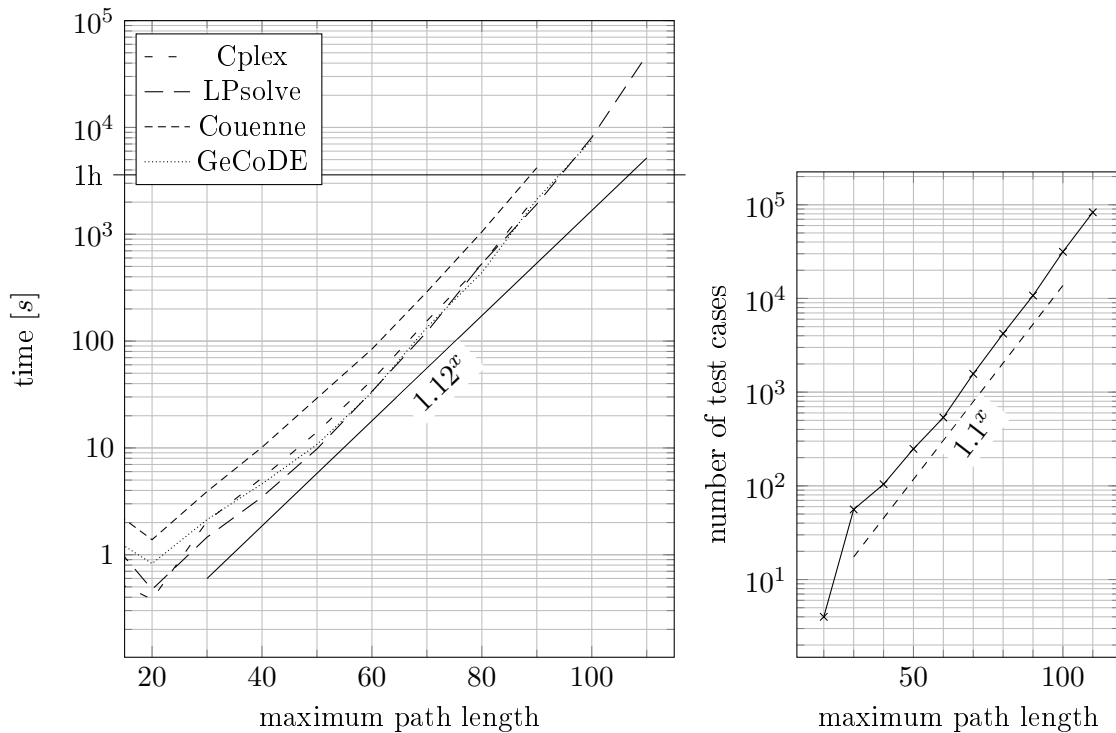 10^5
10^4
1h
10^3
100
10
1
time [s]
Cplex
LPsolve
Couenne
GeCoDE
1.12^x
20 40 60 80 100
maximum path length
10^5
10^4
10^3
10^2
10^1
number of test cases
1.1^x
50 100
maximum path length